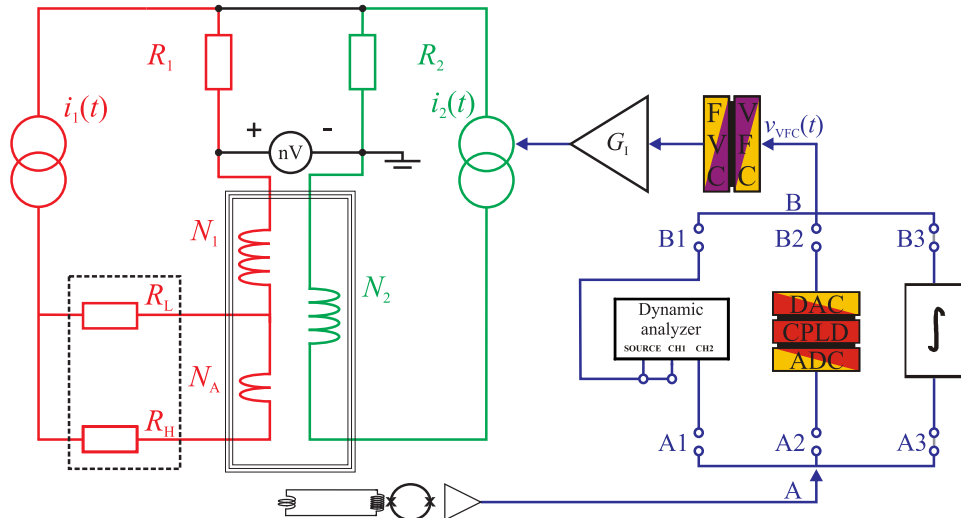 R1
R2
i1(t)
i2(t)
+
-
nV
GI
F V C
V F C
vVFC(t)
B
B1
B2
B3
N1
N2
RL
NA
RH
Dynamic
analyzer
SOURCE CH1 CH2
DAC
CPLD
ADC
∫
A1
A2
A3
A